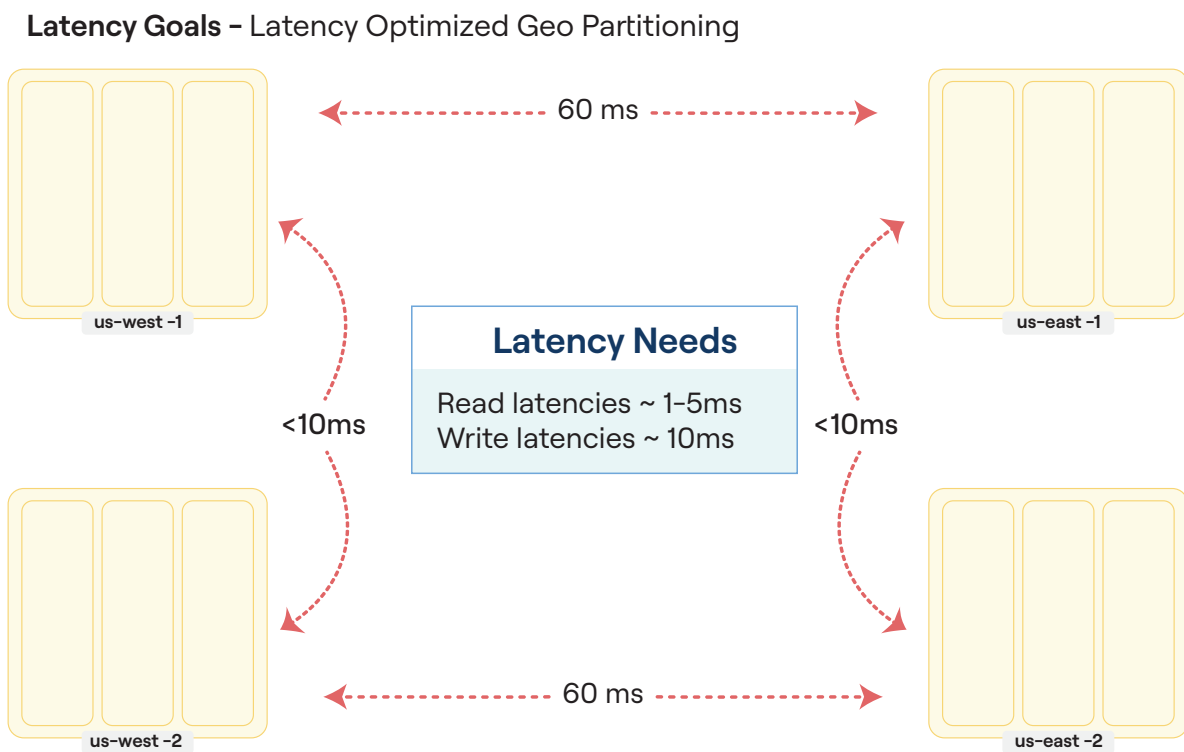 Latency Goals – Latency Optimized Geo Partitioning
60 ms
us-west -1
us-east -1
Latency Needs
Read latencies ~ 1-5ms
Write latencies ~ 10ms
<10ms
<10ms
60 ms
us-west -2
us-east -2